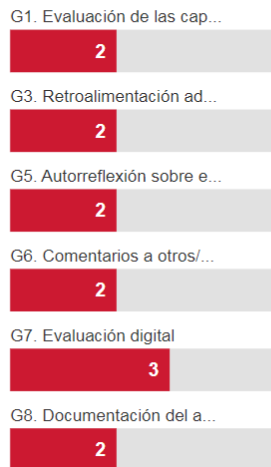 G1. Evaluación de las cap...
2
G3. Retroalimentación ad...
2
G5. Autorreflexión sobre e...
2
G6. Comentarios a otros/...
2
G7. Evaluación digital
3
G8. Documentación del a...
2